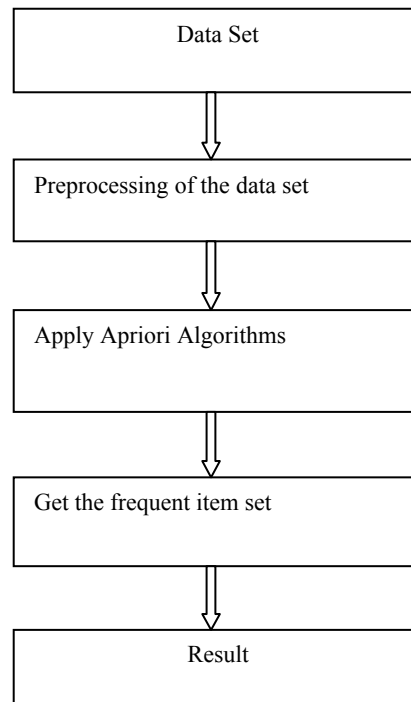 Data Set
Preprocessing of the data set
Apply Apriori Algorithms
Get the frequent item set
Result